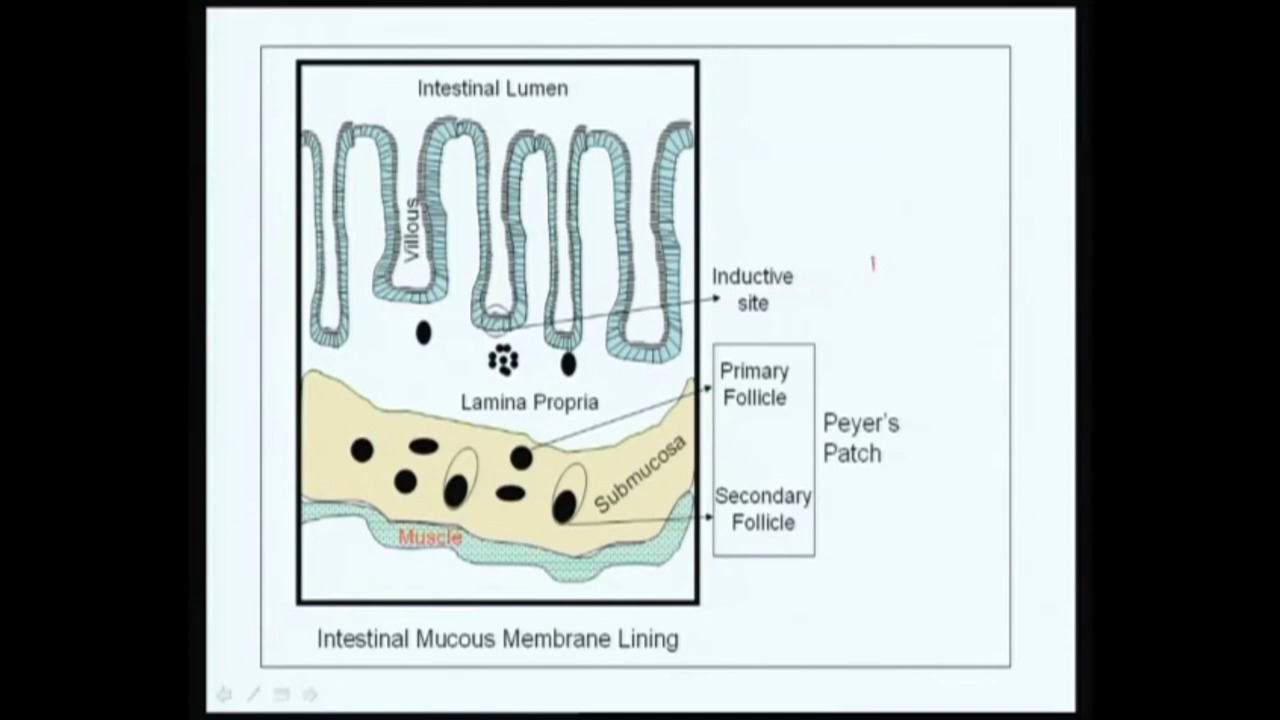 Intestinal Lumen
Villous
Inductive
site
Primary
Follicle
Lamina Propria
Peyer's
Patch
Submucosa
Secondary
Follicle
Muscle
Intestinal Mucous Membrane Lining